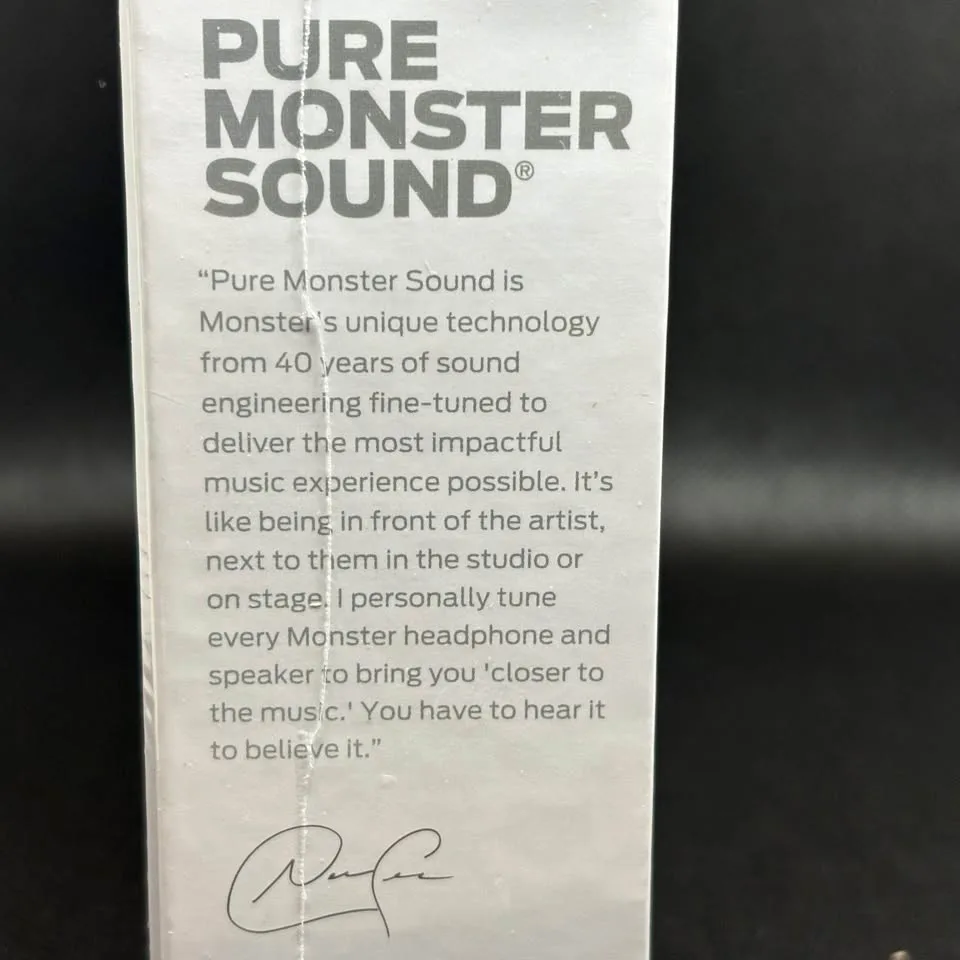 PURE
MONSTER
SOUND®
“Pure Monster Sound is
Monster's unique technology
from 40 years of sound
engineering fine-tuned to
deliver the most impactful
music experience possible. It's
like being in front of the artist,
next to them in the studio or
on stage. I personally tune
every Monster headphone and
speaker to bring you 'closer to
the music.' You have to hear it
to believe it.”